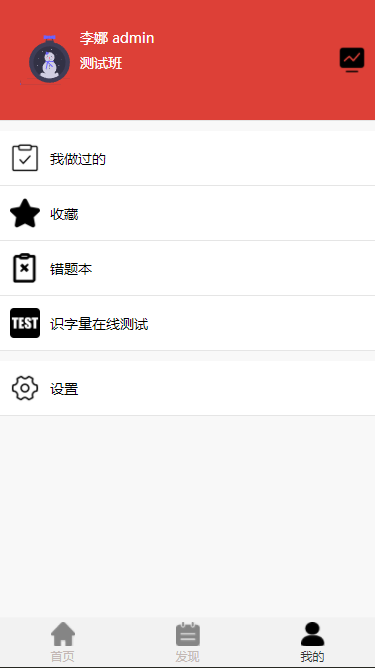 李娜 admin
测试班
我做过的
收藏
错题本
TEST 识字量在线测试
设置
首页 发现 我的